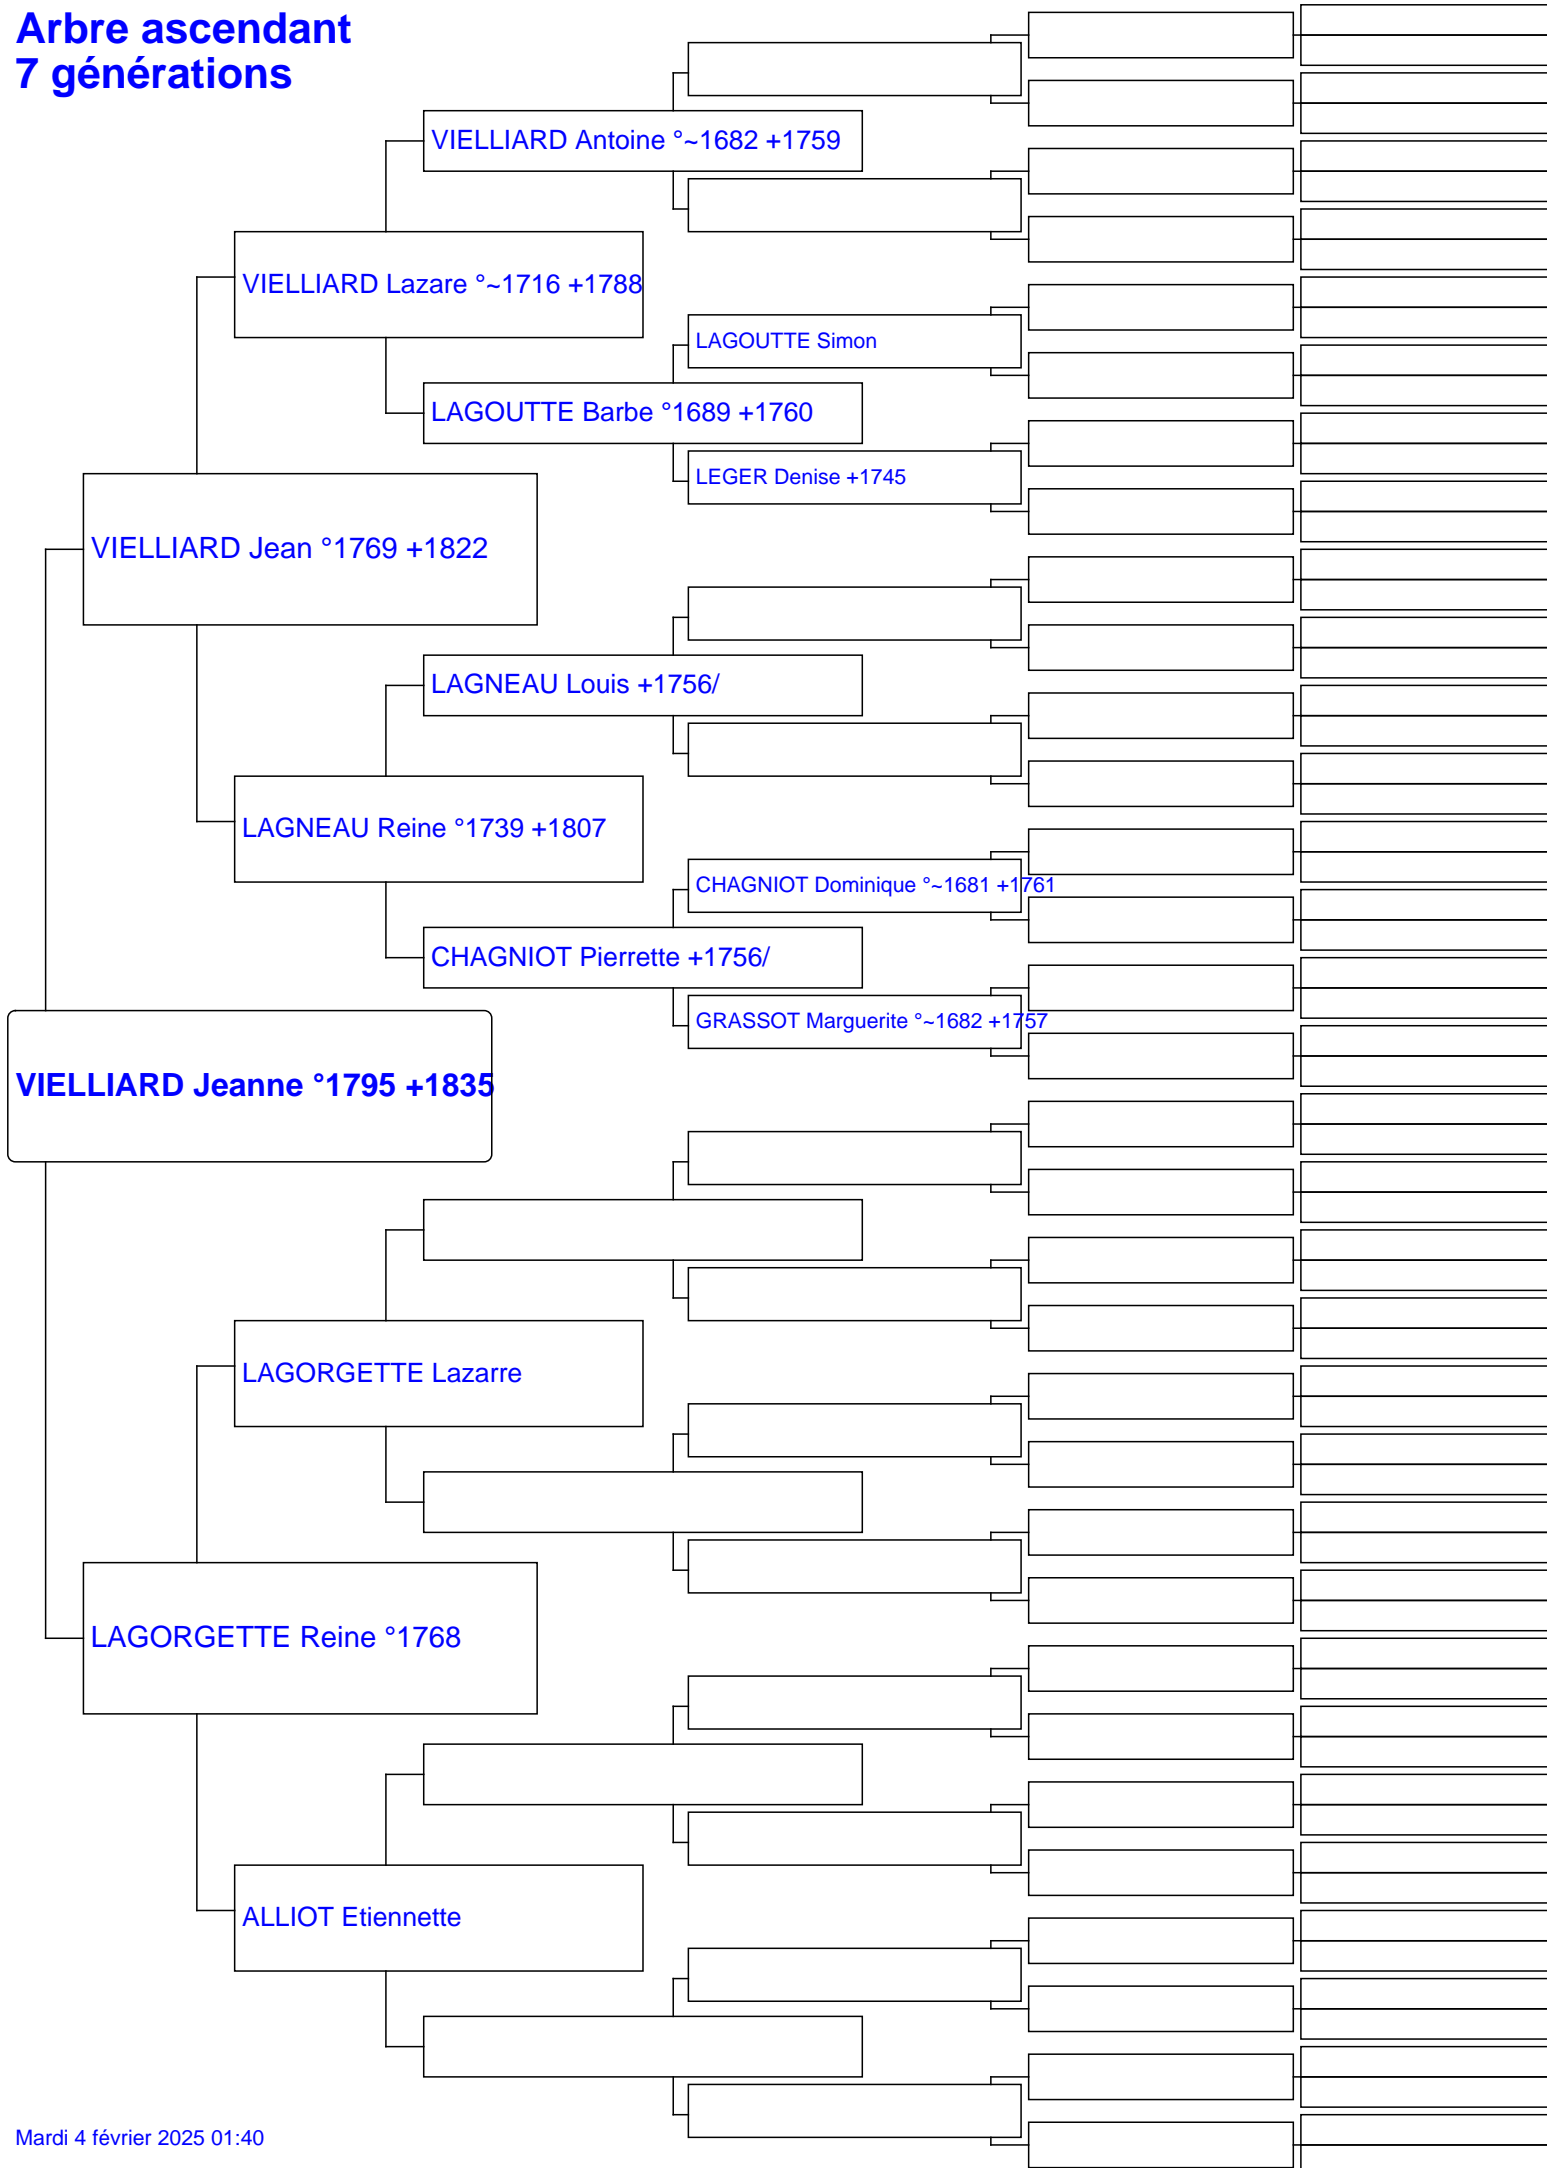 Arbre ascendant
7 générations
VIELLIARD Antoine °~1682 +1759
VIELLIARD Lazare °~1716 +1788
LAGOUTTE Simon
LAGOUTTE Barbe °1689 +1760
LEGER Denise +1745
VIELLIARD Jean °1769 +1822
LAGNEAU Louis +1756/
LAGNEAU Reine °1739 +1807
CHAGNIOT Dominique °~1681 +1761
CHAGNIOT Pierrette +1756/
GRASSOT Marguerite °~1682 +1757
VIELLIARD Jeanne °1795 +1835
LAGORGETTE Lazarre
LAGORGETTE Reine °1768
ALLIOT Etiennette
Mardi 4 février 2025 01:40